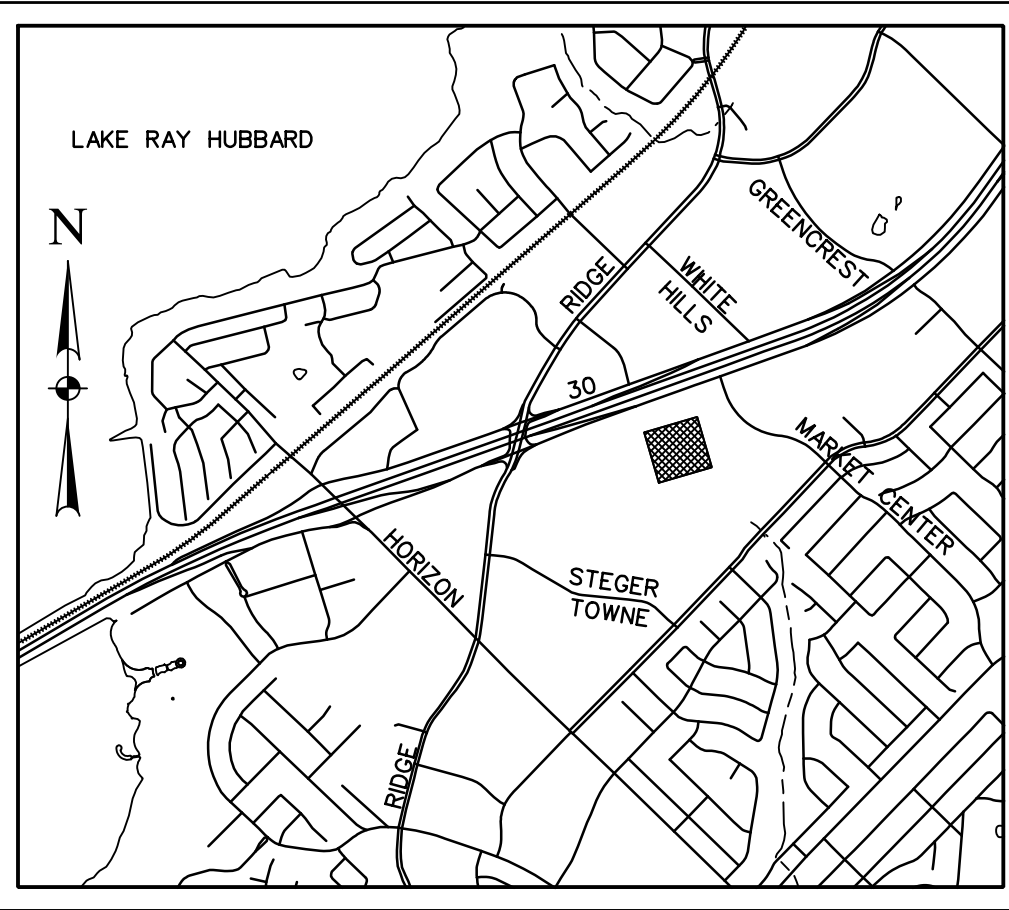 LAKE RAY HUBBARD
N
GREENCREST
WHITE
HILLS
RIDGE
30
MARKET CENTER
HORIZON
STEGER
TOWNE
RIDGE